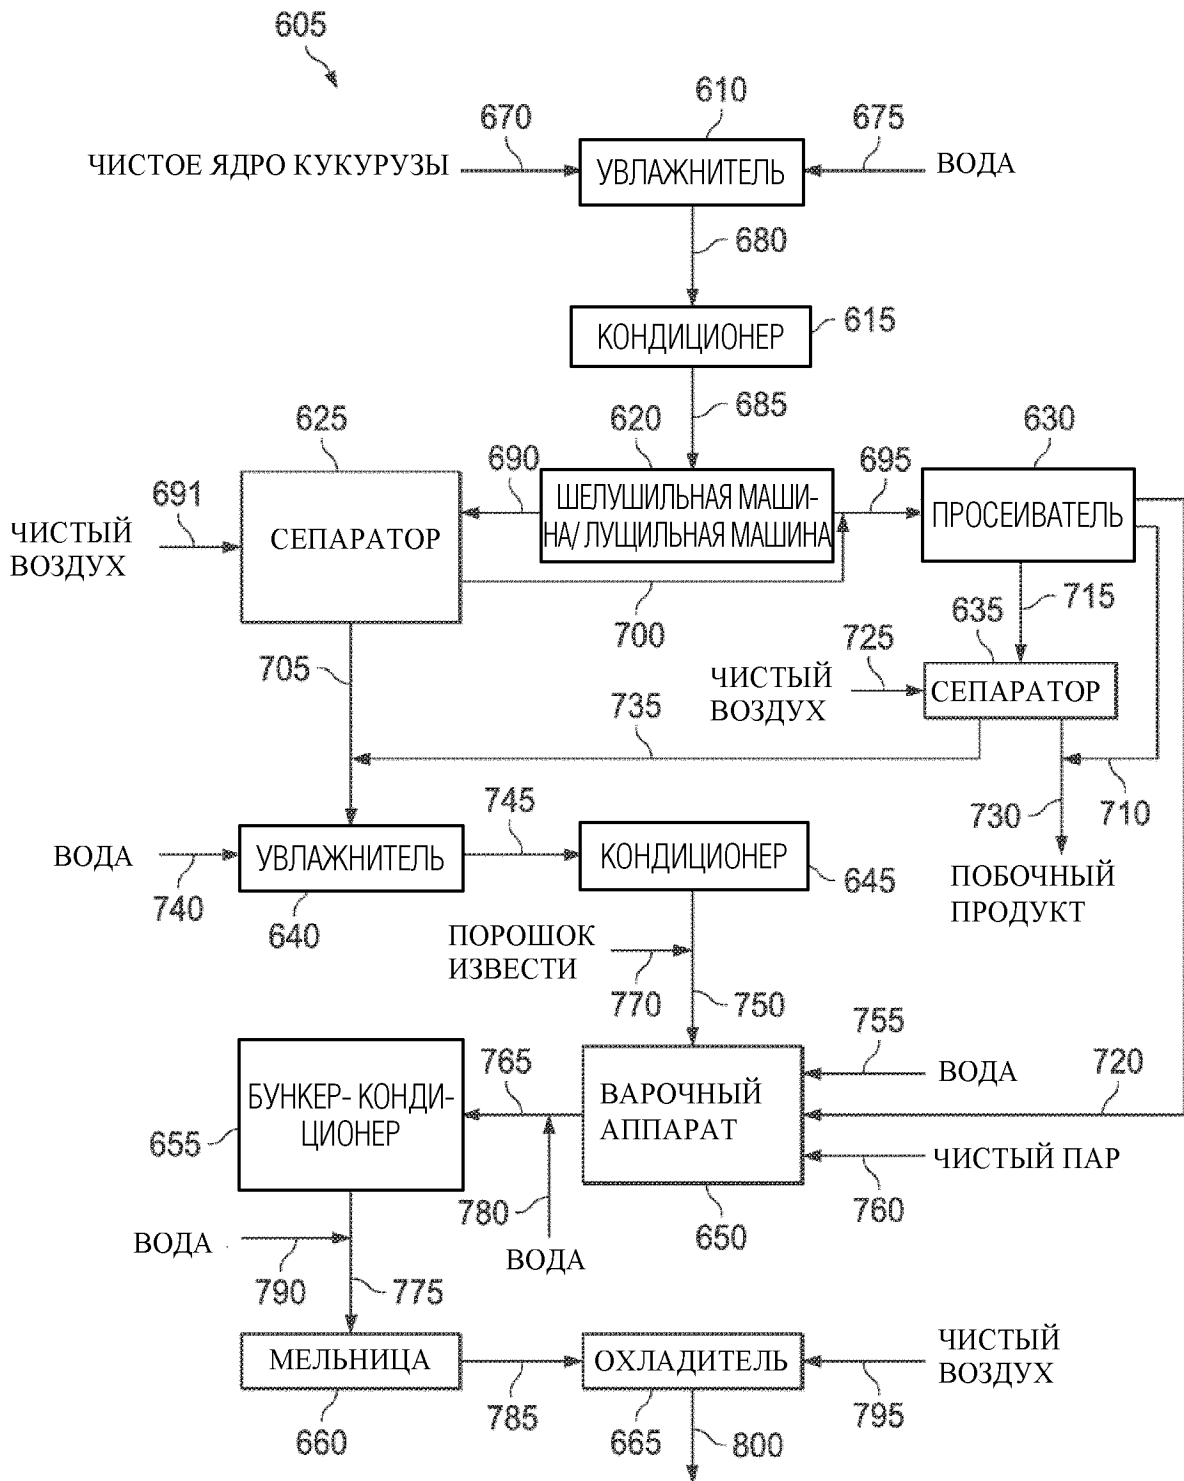 605
610
670
675
ЧИСТОЕ ЯДРО КУКУРУЗЫ
УВЛАЖНИТЕЛЬ
ВОДА
680
КОНДИЦИОНЕР
615
685
625
620
630
690
695
691
ЧИСТЫЙ
ВОЗДУХ
СЕПАРАТОР
ШЕЛУШИЛЬНАЯ МАШИ-
НА/ ЛУЩИЛЬНАЯ МАШИНА
ПРОСЕИВАТЕЛЬ
700
715
635
725
705
ЧИСТЫЙ
ВОЗДУХ
СЕПАРАТОР
735
745
730
710
ВОДА
УВЛАЖНИТЕЛЬ
КОНДИЦИОНЕР
645
740
640
ПОБОЧНЫЙ
ПРОДУКТ
ПОРОШОК
ИЗВЕСТИ
770
750
755
765
720
ВОДА
БУНКЕР- КОНДИ-
ЦИОНЕР
655
ВАРОЧНЫЙ
АППАРАТ
ЧИСТЫЙ ПАР
780
650
760
ВОДА
ВОДА
790
775
МЕЛЬНИЦА
ОХЛАДИТЕЛЬ
ЧИСТЫЙ
ВОЗДУХ
660
785
665
800
795